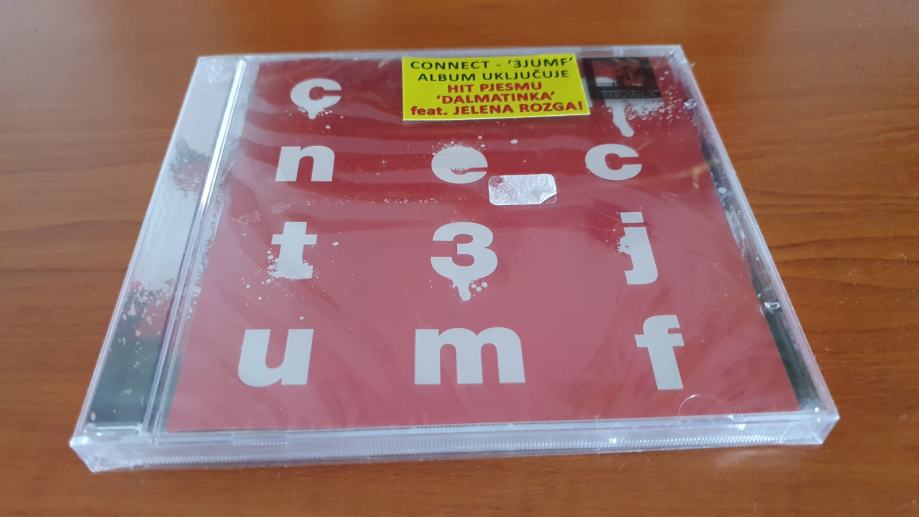 CONNECT - '3JUMF'
ALBUM UKLJUČUJE
HIT PJESMU
'DALMATINKA'
feat. JELENA ROZGA!
c
n e c
t 3 j
u m f